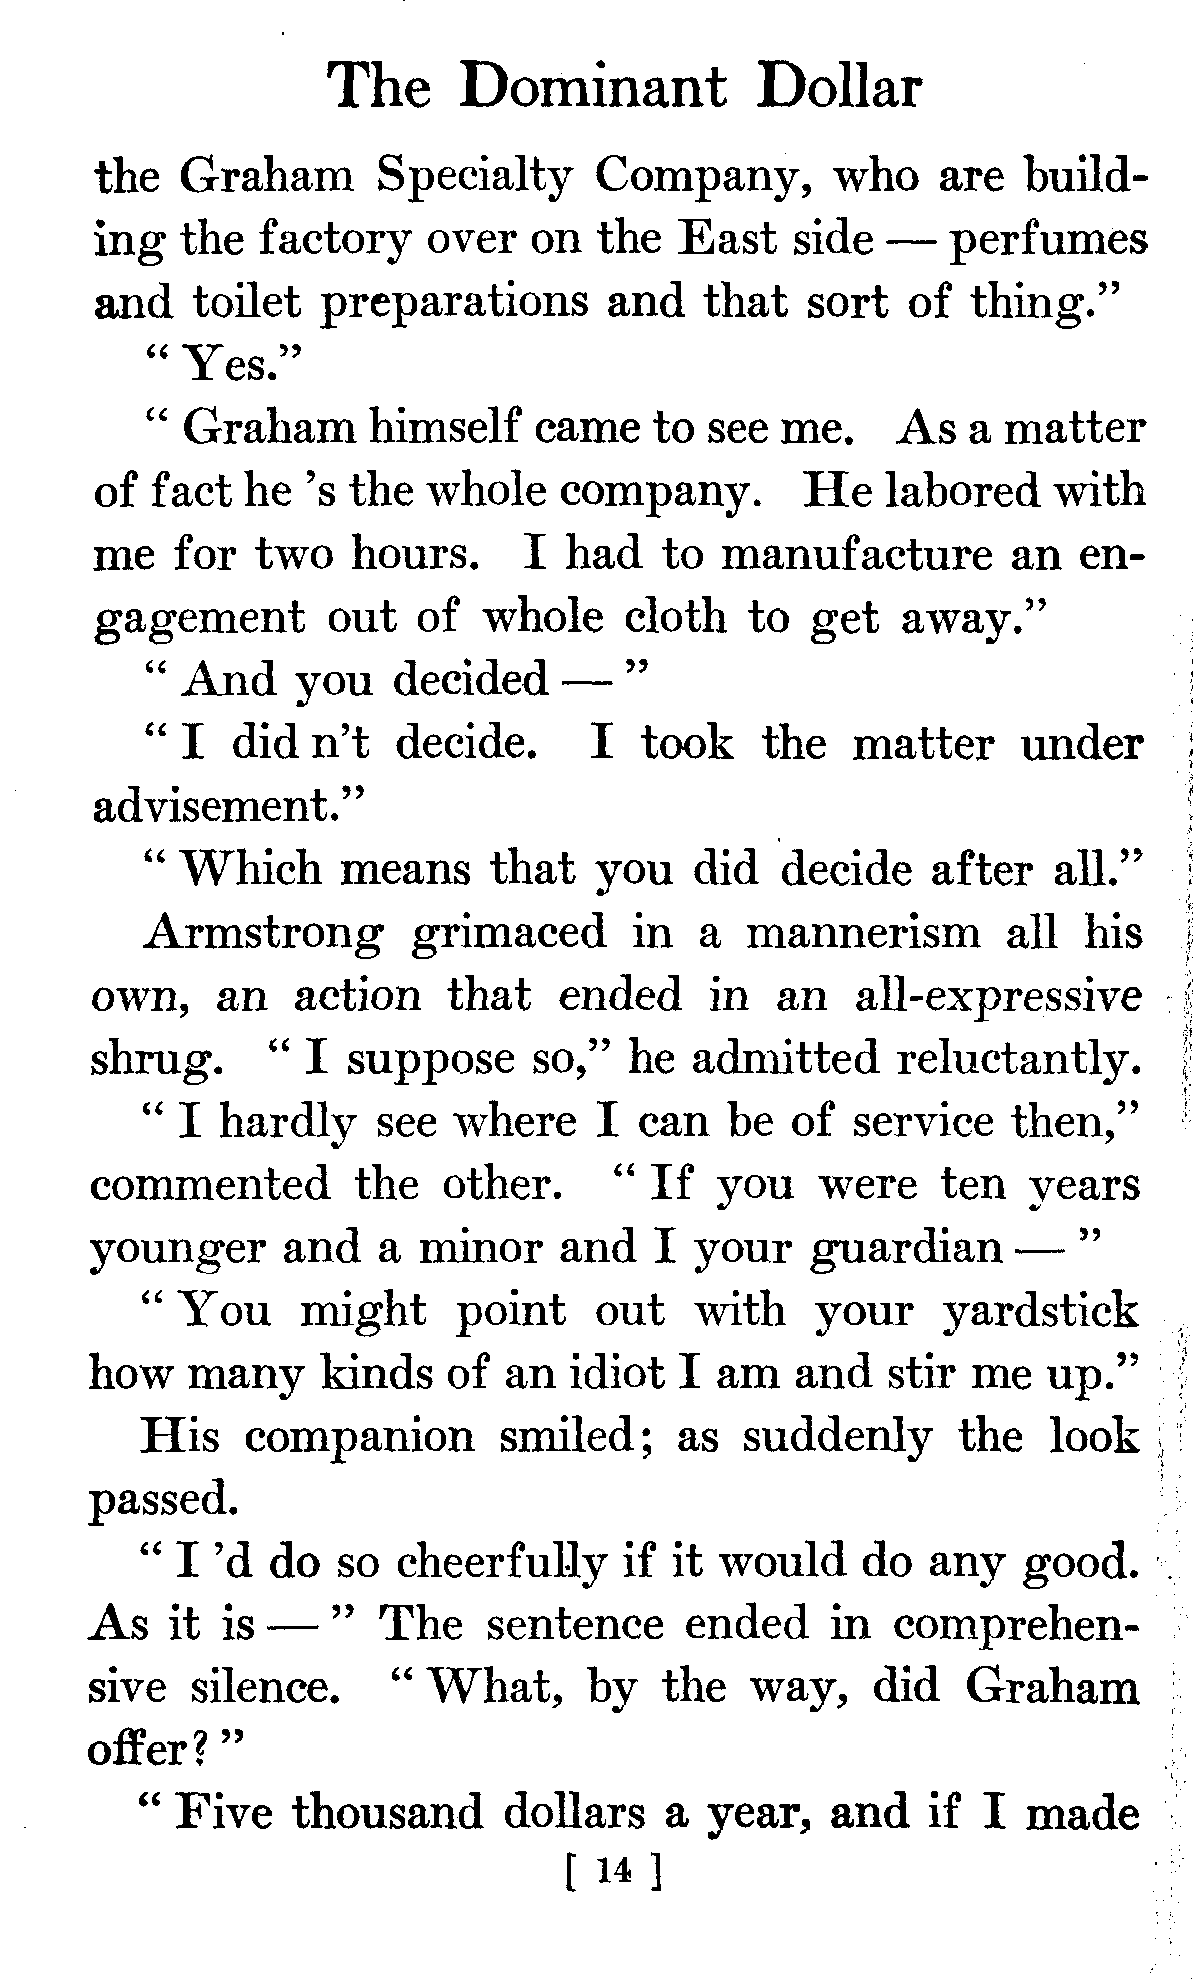 The Dominant Dollar
the Graham Specialty Company, who are build-
ing the factory over on the East side — perfumes
and toilet preparations and that sort of thing."
" Yes."
" Graham himself came to see me. As a matter
of fact he 's the whole company. He labored with
me for two hours. I had to manufacture an en-
gagement out of whole cloth to get away."
" And you decided — "
" I did n't decide. I took the matter under
advisement."
" Which means that you did decide after all."
Armstrong grimaced in a mannerism all his
own, an action that ended in an all-expressive
shrug. " I suppose so," he admitted reluctantly.
" I hardly see where I can be of service then,"
commented the other. " If you were ten years
younger and a minor and I your guardian — "
" You might point out with your yardstick
how many kinds of an idiot I am and stir me up."
His companion smiled; as suddenly the look
passed.
" I 'd do so cheerfully if it would do any good.
As it is — " The sentence ended in comprehen-
sive silence. " What, by the way, did Graham
offer? "
" Five thousand dollars a year, and if I made
[ 14 ]